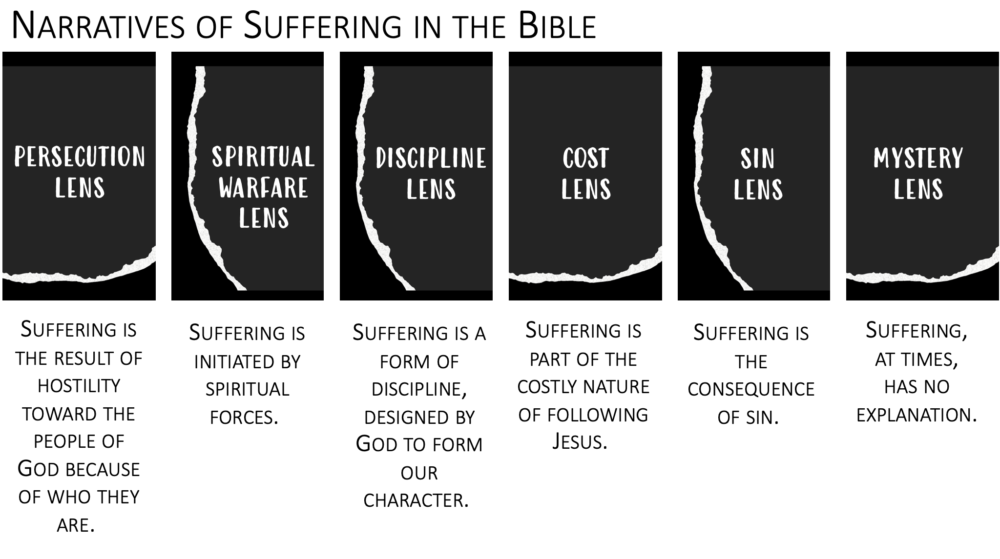 Narratives of Suffering in the Bible
PERSECUTION
LENS
Suffering is
the result of
hostility
toward the
people of
God because
of who they
are.
SPIRITUAL
WARFARE
LENS
Suffering is
initiated by
spiritual
forces.
DISCIPLINE
LENS
Suffering is a
form of
discipline,
designed by
God to form
our
character.
COST
LENS
Suffering is
part of the
costly nature
of following
Jesus.
SIN
LENS
Suffering is
the
consequence
of sin.
MYSTERY
LENS
Suffering,
at times,
has no
explanation.